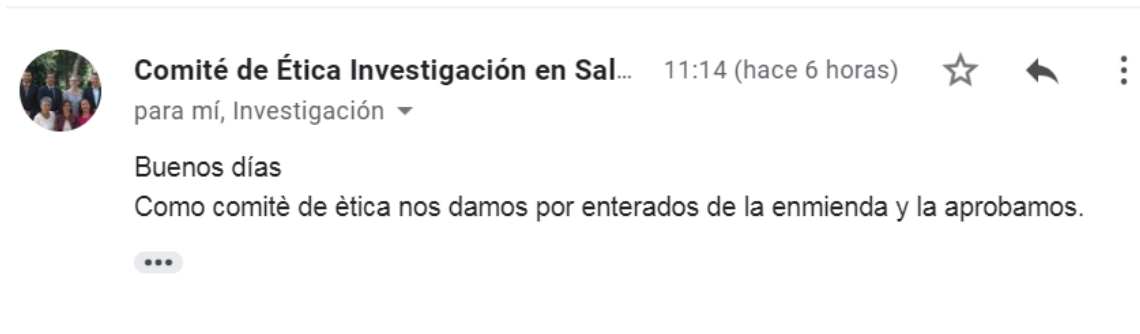 Comité de Ética Investigación en Sal... 11:14 (hace 6 horas)
para mí, Investigación
Buenos días
Como comitè de ètica nos damos por enterados de la enmienda y la aprobamos.